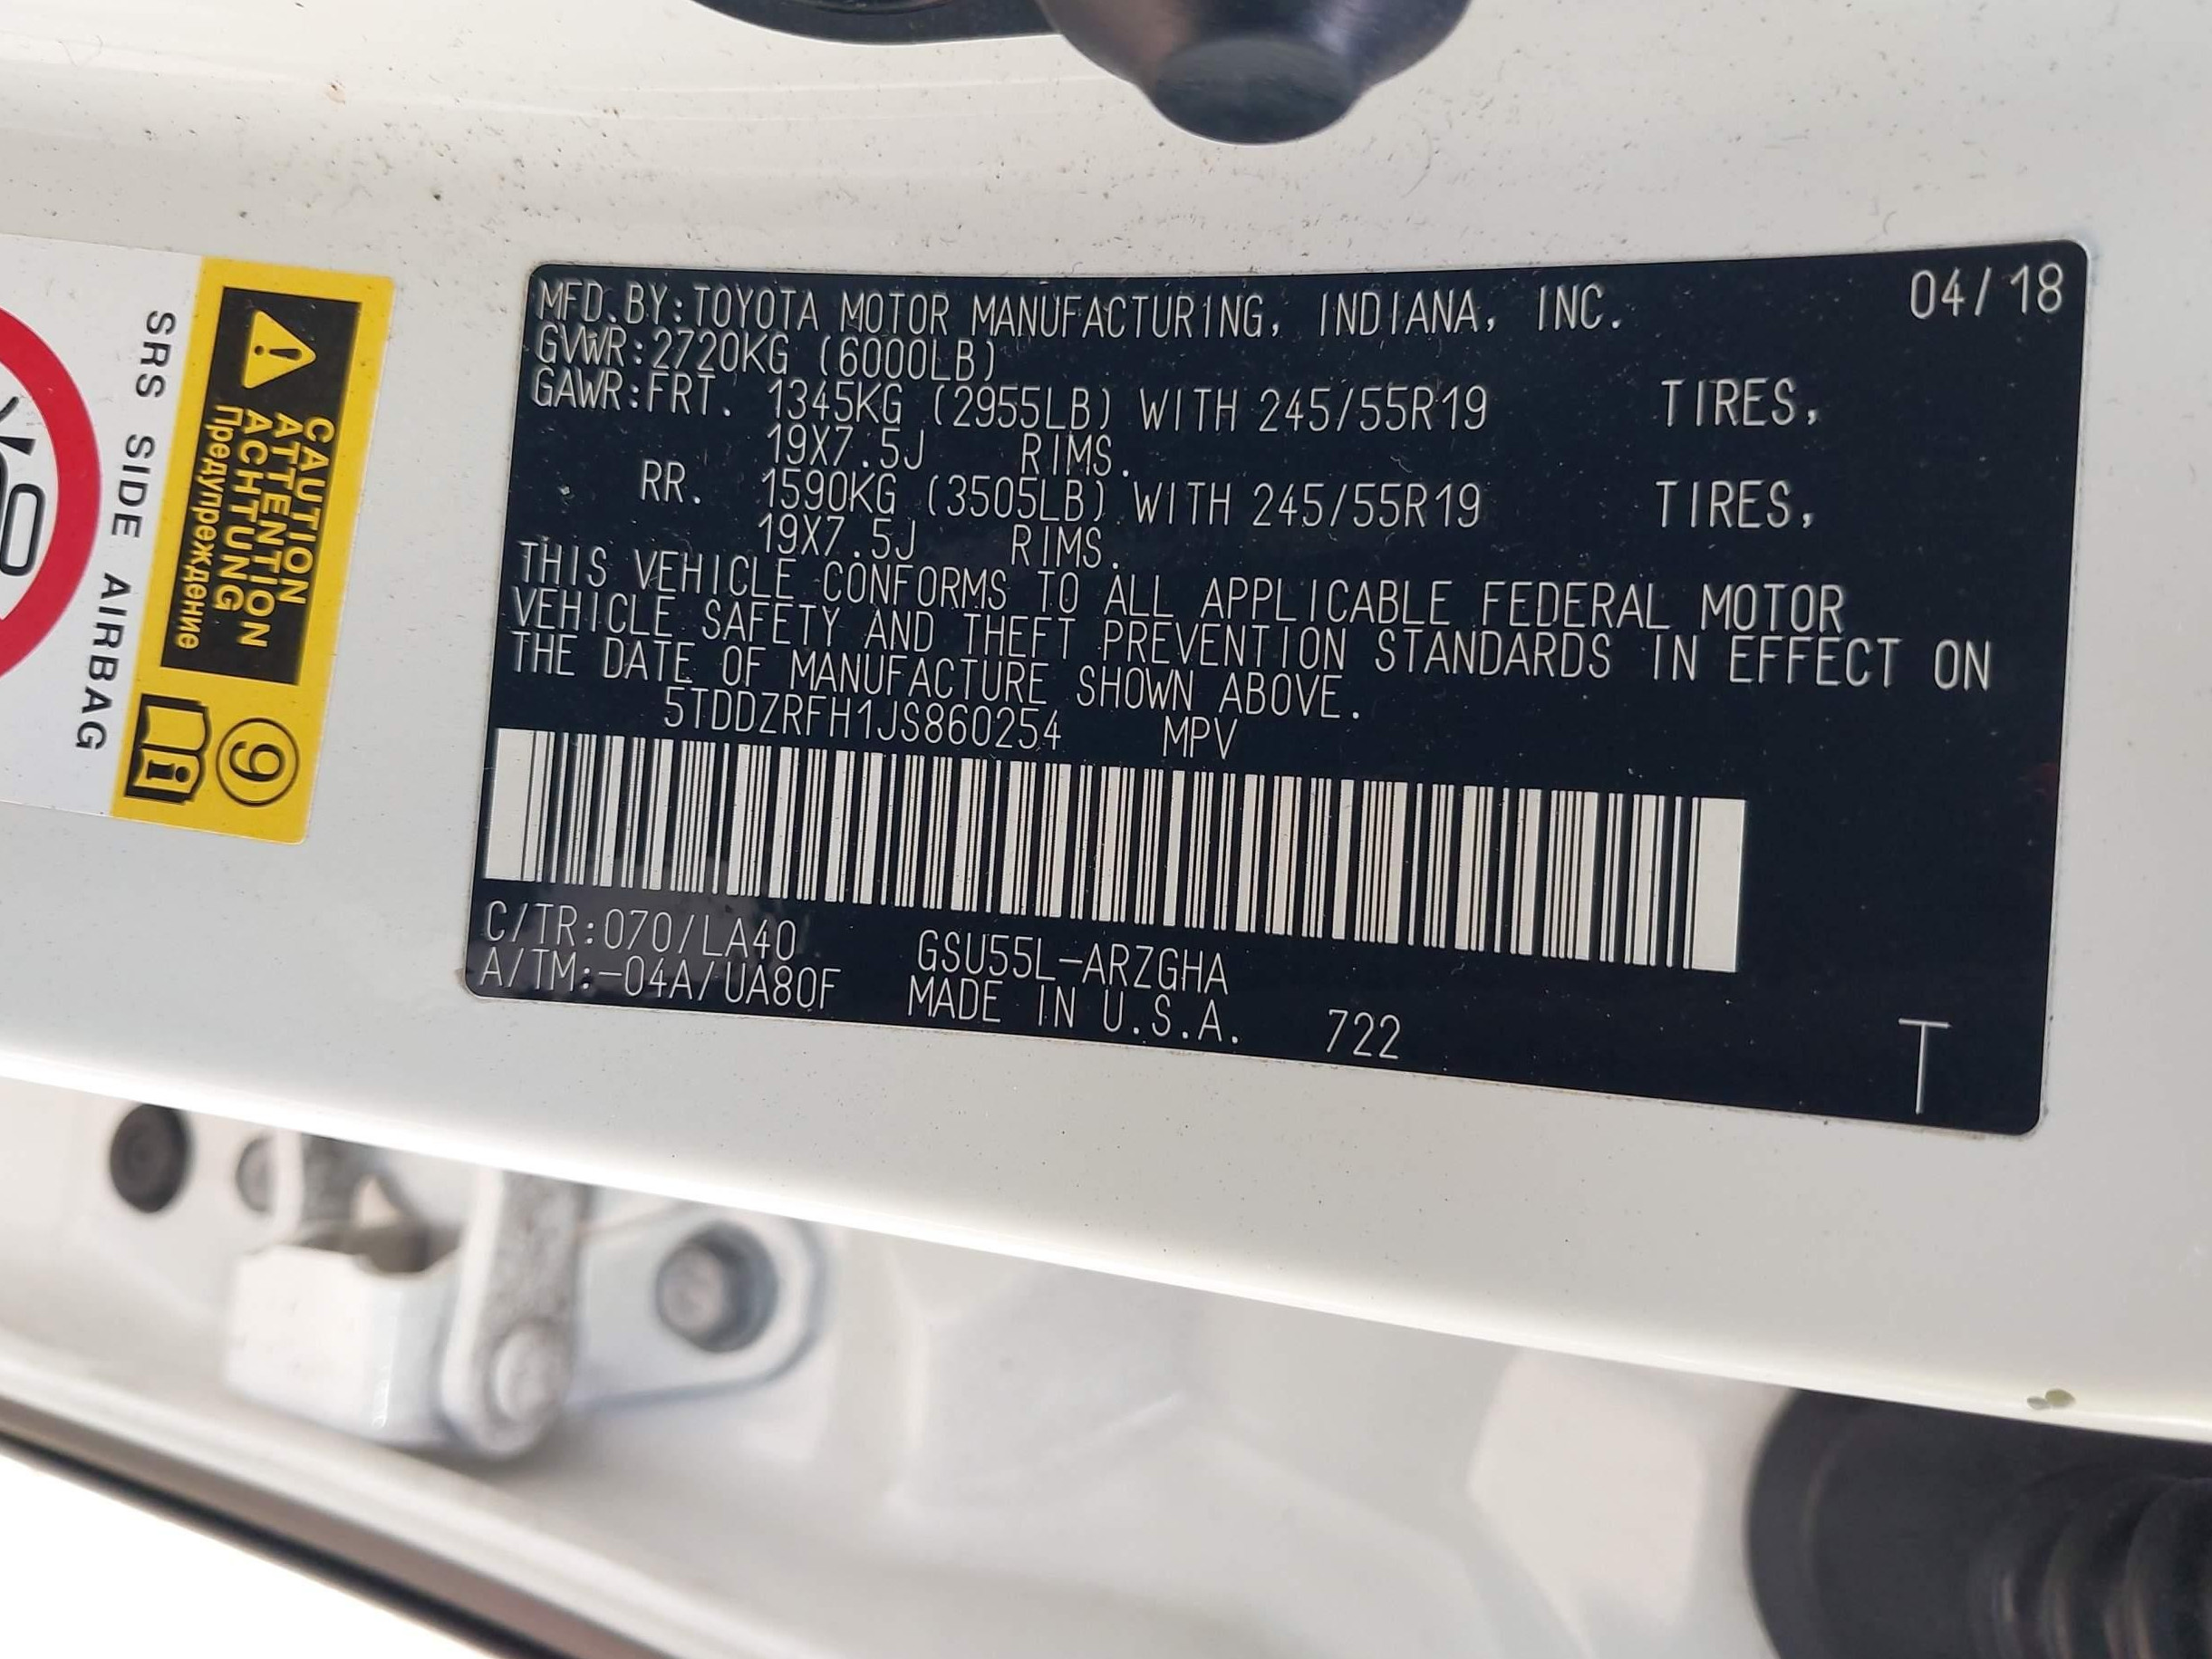 MFD.BY:TOYOTA MOTOR MANUFACTURING, INDIANA, INC. 04/18
GVWR:2720KG (6000LB)
GAWR:FRT. 1345KG (2955LB) WITH 245/55R19 TIRES,
19X7.5J RIMS.
RR. 1590KG (3505LB) WITH 245/55R19 TIRES,
19X7.5J RIMS.
THIS VEHICLE CONFORMS TO ALL APPLICABLE FEDERAL MOTOR
VEHICLE SAFETY AND THEFT PREVENTION STANDARDS IN EFFECT ON
THE DATE OF MANUFACTURE SHOWN ABOVE.
5TDDZRFH1JS860254 MPV
C/TR:070/LA40 GSU55L-ARZGHA
A/TM:-04A/UA80F MADE IN U.S.A. 722 T
CAUTION
ATTENTION
ACHTUNG
Предупреждение
9
i
SRS SIDE AIRBAG